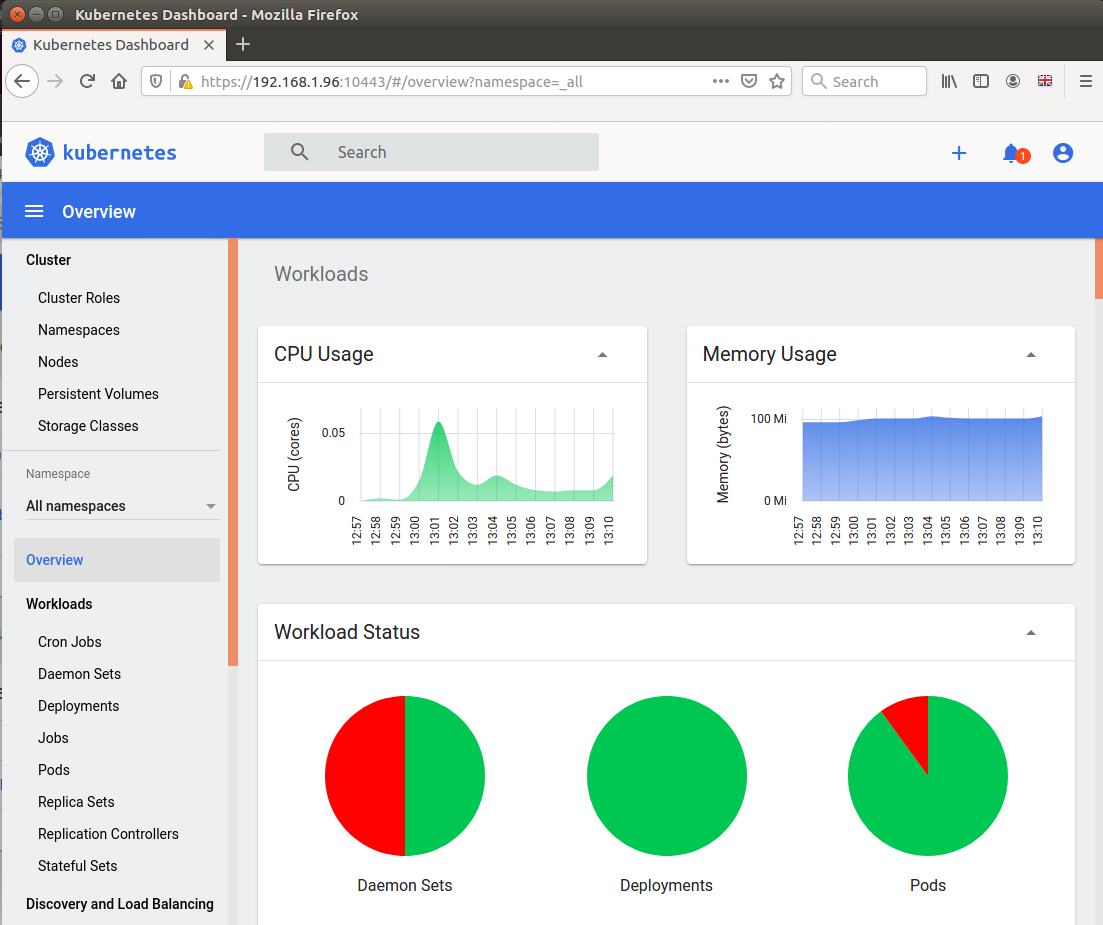 Kubernetes Dashboard - Mozilla Firefox
Kubernetes Dashboard
https://192.168.1.96:10443/#/overview?namespace=_all
Search
kubernetes
Search
1
Overview
Cluster
Cluster Roles
Namespaces
Nodes
Persistent Volumes
Storage Classes
Namespace
All namespaces
Overview
Workloads
Cron Jobs
Daemon Sets
Deployments
Jobs
Pods
Replica Sets
Replication Controllers
Stateful Sets
Discovery and Load Balancing
Workloads
CPU Usage
CPU (cores)
0.05
0
12:57
12:58
12:59
13:00
13:01
13:02
13:03
13:04
13:05
13:06
13:07
13:08
13:09
13:10
Memory Usage
Memory (bytes)
100 Mi
0 Mi
12:57
12:58
12:59
13:00
13:01
13:02
13:03
13:04
13:05
13:06
13:07
13:08
13:09
13:10
Workload Status
Daemon Sets
Deployments
Pods